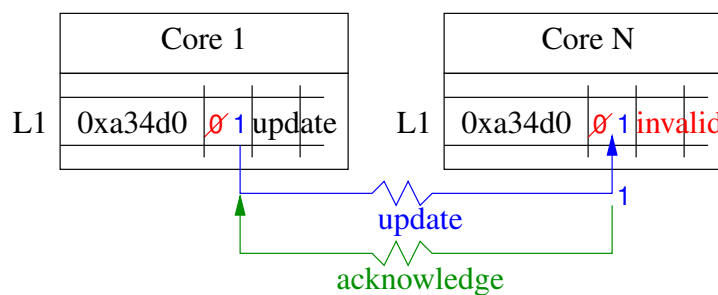 Core 1
Core N
L1 0xa34d0 0 1 update
L1 0xa34d0 0 1 invalid
update
1
acknowledge